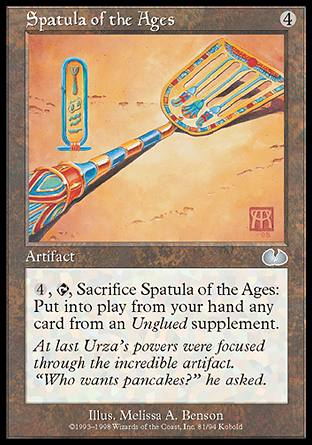 Spatula of the Ages 4
Artifact
4, , Sacrifice Spatula of the Ages:
Put into play from your hand any
card from an Unglued supplement.
At last Urza's powers were focused
through the incredible artifact.
"Who wants pancakes?" he asked.
Illus. Melissa A. Benson
©1993–1998 Wizards of the Coast, Inc. 81/94 Kobold